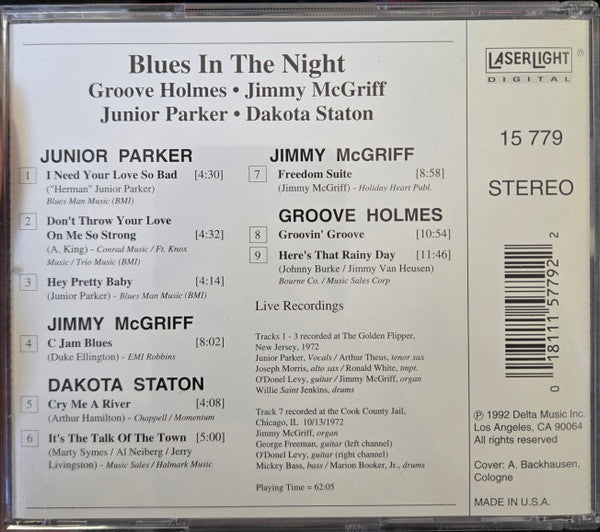 Blues In The Night
Groove Holmes • Jimmy McGriff
Junior Parker • Dakota Staton
JUNIOR PARKER
1 I Need Your Love So Bad [4:30]
("Herman" Junior Parker)
Blues Man Music (BMI)
2 Don't Throw Your Love
On Me So Strong [4:32]
(A. King) - Conrad Music / Ft. Knox
Music / Trio Music (BMI)
3 Hey Pretty Baby [4:14]
(Junior Parker) - Blues Man Music (BMI)
JIMMY McGRIFF
4 C Jam Blues [8:02]
(Duke Ellington) - EMI Robbins
DAKOTA STATON
5 Cry Me A River [4:08]
(Arthur Hamilton) - Chappell / Momentum
6 It's The Talk Of The Town [5:00]
(Marty Symes / Al Neiberg / Jerry
Livingston) - Music Sales / Halmark Music
JIMMY McGRIFF
7 Freedom Suite [8:58]
(Jimmy McGriff) - Holiday Heart Publ.
GROOVE HOLMES
8 Groovin' Groove [10:54]
9 Here's That Rainy Day [11:46]
(Johnny Burke / Jimmy Van Heusen)
Bourne Co. / Music Sales Corp
Live Recordings
Tracks 1 - 3 recorded at The Golden Flipper,
New Jersey, 1972
Junior Parker, Vocals / Arthur Theus, tenor sax
Joseph Morris, alto sax / Ronald White, tmpt.
O'Donel Levy, guitar / Jimmy McGriff, organ
Willie Saint Jenkins, drums
Track 7 recorded at the Cook County Jail,
Chicago, IL 10/13/1972
Jimmy McGriff, organ
George Freeman, guitar (left channel)
O'Donel Levy, guitar (right channel)
Mickey Bass, bass / Marion Booker, Jr., drums
Playing Time = 62:05
LASERLIGHT ®
DIGITAL
15 779
STEREO
0 18111 57792 2
℗ 1992 Delta Music Inc.
Los Angeles, CA 90064
All rights reserved
Cover: A. Backhausen,
Cologne
MADE IN U.S.A.